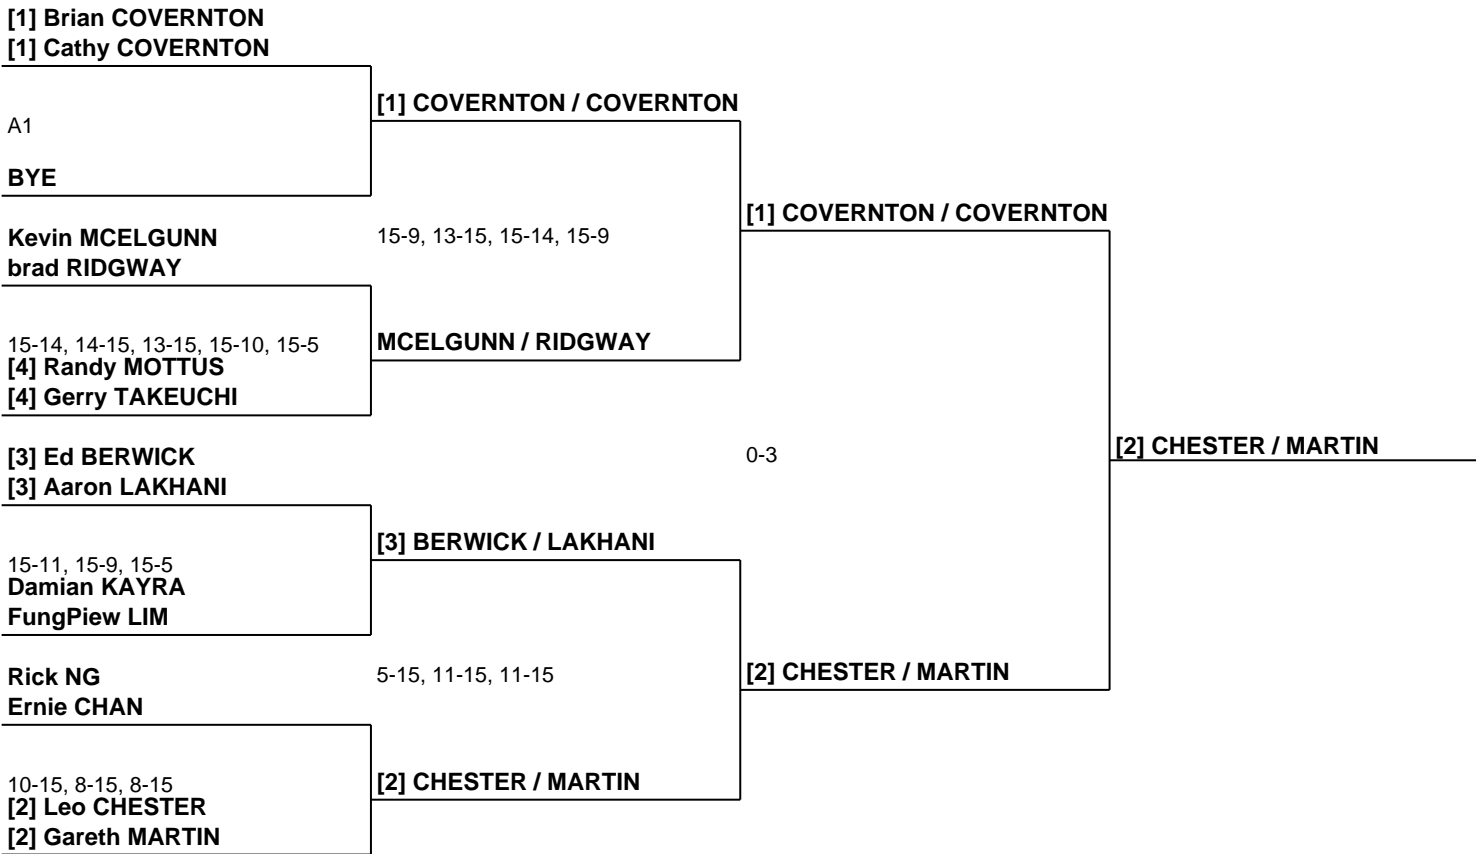 [1] Brian COVERNTON
[1] Cathy COVERNTON
[1] COVERNTON / COVERNTON
A1
BYE
[1] COVERNTON / COVERNTON
Kevin MCELGUNN
brad RIDGWAY
15-9, 13-15, 15-14, 15-9
15-14, 14-15, 13-15, 15-10, 15-5
MCELGUNN / RIDGWAY
[4] Randy MOTTUS
[4] Gerry TAKEUCHI
[3] Ed BERWICK
[3] Aaron LAKHANI
0-3
[2] CHESTER / MARTIN
[3] BERWICK / LAKHANI
15-11, 15-9, 15-5
Damian KAYRA
FungPiew LIM
Rick NG
Ernie CHAN
5-15, 11-15, 11-15
[2] CHESTER / MARTIN
10-15, 8-15, 8-15
[2] CHESTER / MARTIN
[2] Leo CHESTER
[2] Gareth MARTIN